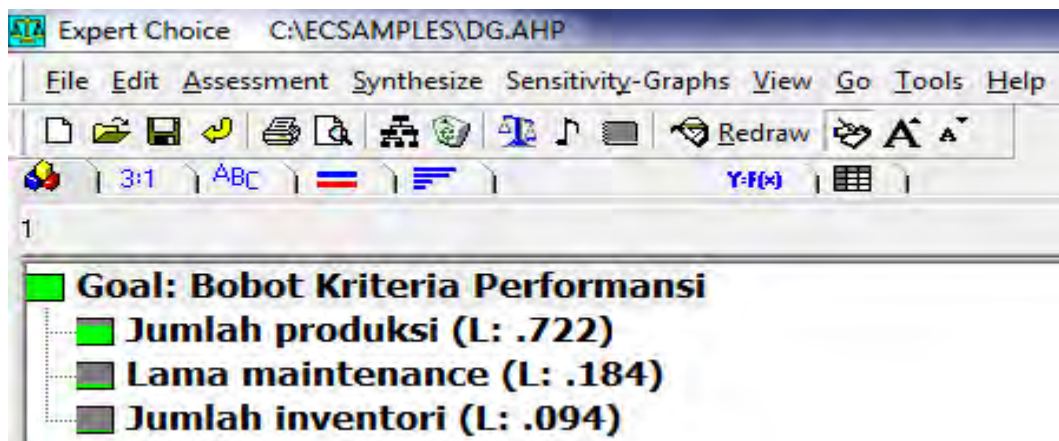 Expert Choice C:\ECSAMPLES\DG.AHP
File Edit Assessment Synthesize Sensitivity-Graphs View Go Tools Help
Redraw A A
3:1 ABC Y=F(x)
1
Goal: Bobot Kriteria Performansi
Jumlah produksi (L: .722)
Lama maintenance (L: .184)
Jumlah inventori (L: .094)